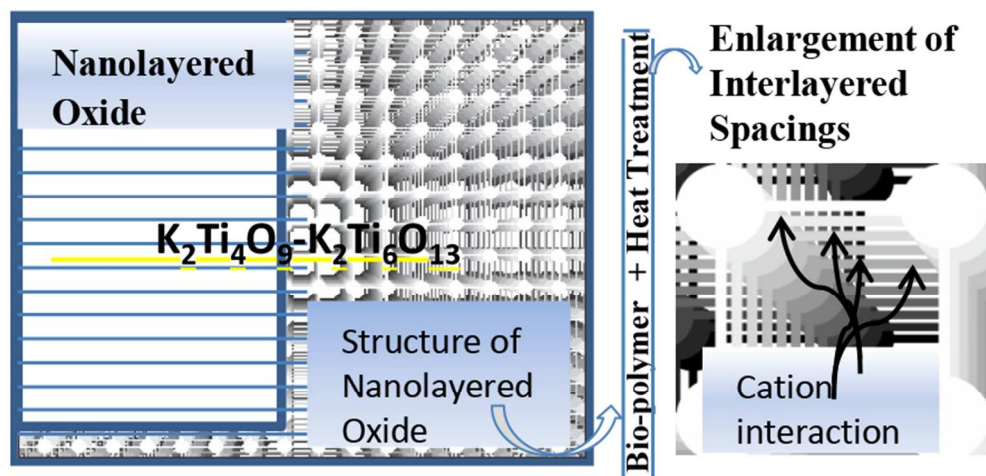 Nanolayered
Oxide
K₂Ti₄O₉-K₂Ti₆O₁₃
Structure of
Nanolayered
Oxide
Bio-polymer + Heat Treatment
Enlargement of
Interlayered
Spacings
Cation
interaction